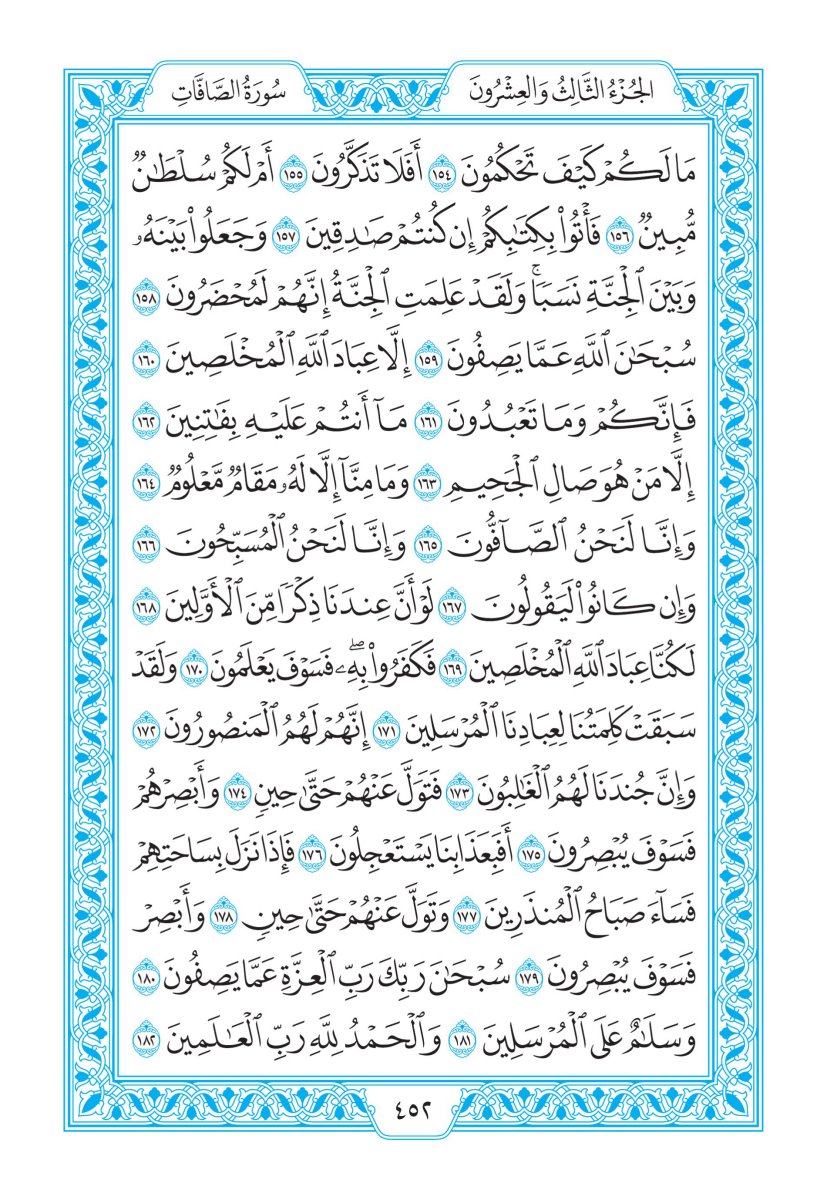 الجُزْءُ الثَّالِثُ وَالعِشْرُونَ
سُورَةُ الصَّافَّاتِ
مَا لَكُمْ كَيْفَ تَحْكُمُونَ ١٥٤ أَفَلَا تَذَكَّرُونَ ١٥٥ أَمْ لَكُمْ سُلْطَٰنٌ
مُّبِينٌ ١٥٦ فَأْتُوا۟ بِكِتَٰبِكُمْ إِن كُنتُمْ صَٰدِقِينَ ١٥٧ وَجَعَلُوا۟ بَيْنَهُۥ
وَبَيْنَ ٱلْجِنَّةِ نَسَبًاۚ وَلَقَدْ عَلِمَتِ ٱلْجِنَّةُ إِنَّهُمْ لَمُحْضَرُونَ ١٥٨
سُبْحَٰنَ ٱللَّهِ عَمَّا يَصِفُونَ ١٥٩ إِلَّا عِبَادَ ٱللَّهِ ٱلْمُخْلَصِينَ ١٦٠
فَإِنَّكُمْ وَمَا تَعْبُدُونَ ١٦١ مَآ أَنتُمْ عَلَيْهِ بِفَٰتِنِينَ ١٦٢
إِلَّا مَنْ هُوَ صَالِ ٱلْجَحِيمِ ١٦٣ وَمَا مِنَّآ إِلَّا لَهُۥ مَقَامٌ مَّعْلُومٌ ١٦٤
وَإِنَّا لَنَحْنُ ٱلصَّآفُّونَ ١٦٥ وَإِنَّا لَنَحْنُ ٱلْمُسَبِّحُونَ ١٦٦
وَإِن كَانُوا۟ لَيَقُولُونَ ١٦٧ لَوْ أَنَّ عِندَنَا ذِكْرًا مِّنَ ٱلْأَوَّلِينَ ١٦٨
لَكُنَّا عِبَادَ ٱللَّهِ ٱلْمُخْلَصِينَ ١٦٩ فَكَفَرُوا۟ بِهِۦۖ فَسَوْفَ يَعْلَمُونَ ١٧٠ وَلَقَدْ
سَبَقَتْ كَلِمَتُنَا لِعِبَادِنَا ٱلْمُرْسَلِينَ ١٧١ إِنَّهُمْ لَهُمُ ٱلْمَنصُورُونَ ١٧٢
وَإِنَّ جُندَنَا لَهُمُ ٱلْغَٰلِبُونَ ١٧٣ فَتَوَلَّ عَنْهُمْ حَتَّىٰ حِينٍ ١٧٤ وَأَبْصِرْهُمْ
فَسَوْفَ يُبْصِرُونَ ١٧٥ أَفَبِعَذَابِنَا يَسْتَعْجِلُونَ ١٧٦ فَإِذَا نَزَلَ بِسَاحَتِهِمْ
فَسَآءَ صَبَاحُ ٱلْمُنذَرِينَ ١٧٧ وَتَوَلَّ عَنْهُمْ حَتَّىٰ حِينٍ ١٧٨ وَأَبْصِرْ
فَسَوْفَ يُبْصِرُونَ ١٧٩ سُبْحَٰنَ رَبِّكَ رَبِّ ٱلْعِزَّةِ عَمَّا يَصِفُونَ ١٨٠
وَسَلَٰمٌ عَلَى ٱلْمُرْسَلِينَ ١٨١ وَٱلْحَمْدُ لِلَّهِ رَبِّ ٱلْعَٰلَمِينَ ١٨٢
٤٥٢